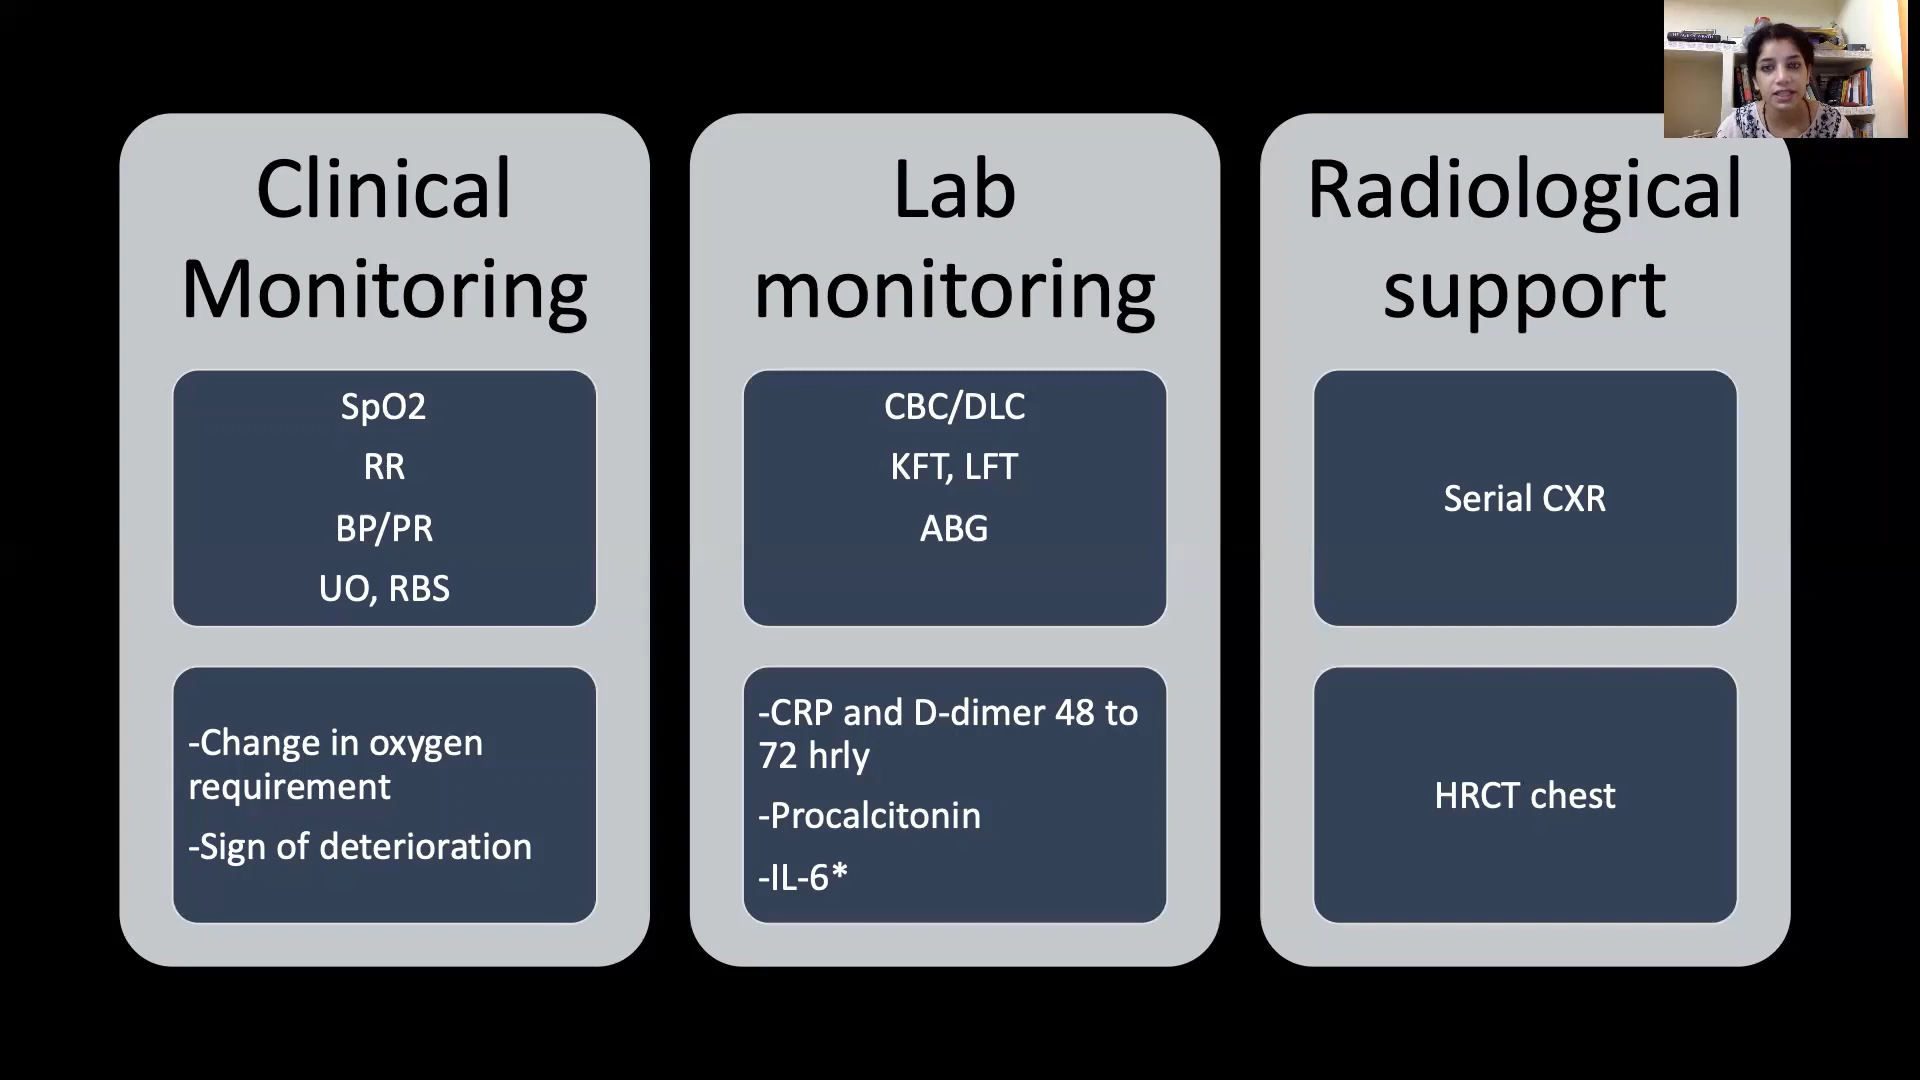 Clinical
Monitoring
SpO2
RR
BP/PR
UO, RBS
-Change in oxygen
requirement
-Sign of deterioration
Lab
monitoring
CBC/DLC
KFT, LFT
ABG
-CRP and D-dimer 48 to
72 hrly
-Procalcitonin
-IL-6*
Radiological
support
Serial CXR
HRCT chest